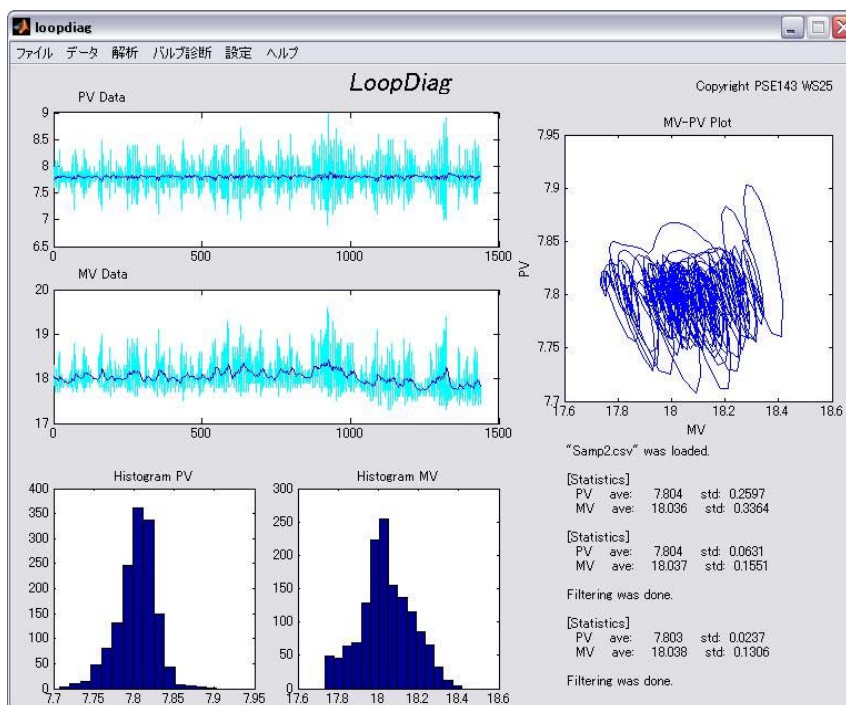 loopdiag
ファイル データ 解析 バルブ診断 設定 ヘルプ
LoopDiag
Copyright PSE143 WS25
PV Data
9
8.5
8
7.5
7
6.5
0 500 1000 1500
MV Data
20
19
18
17
0 500 1000 1500
MV-PV Plot
7.95
7.9
7.85
7.8
7.75
7.7
PV
17.6 17.8 18 18.2 18.4 18.6
MV
"Samp2.csv" was loaded.
[Statistics]
PV ave: 7.804 std: 0.2597
MV ave: 18.036 std: 0.3364
[Statistics]
PV ave: 7.804 std: 0.0631
MV ave: 18.037 std: 0.1551
Filtering was done.
[Statistics]
PV ave: 7.803 std: 0.0237
MV ave: 18.038 std: 0.1306
Filtering was done.
Histogram PV
400
350
300
250
200
150
100
50
0
7.7 7.75 7.8 7.85 7.9 7.95
Histogram MV
300
250
200
150
100
50
0
17.6 17.8 18 18.2 18.4 18.6